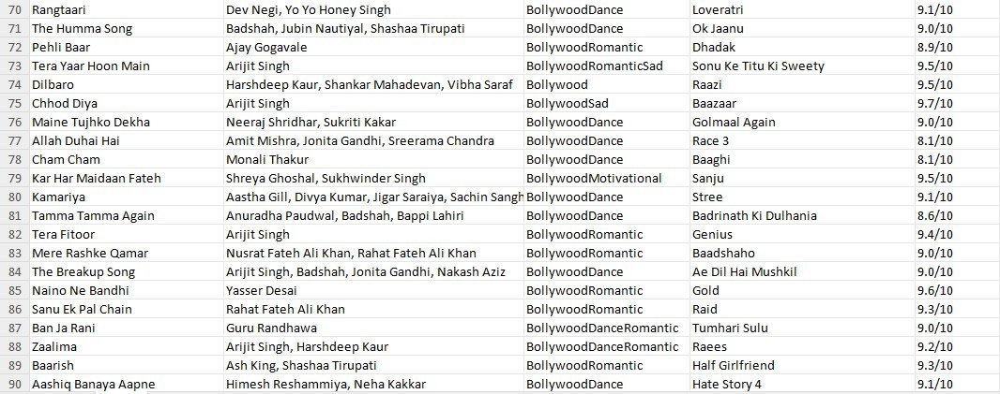 70 Rangtaari Dev Negi, Yo Yo Honey Singh BollywoodDance Loveratri 9.1/10
71 The Humma Song Badshah, Jubin Nautiyal, Shashaa Tirupati BollywoodDance Ok Jaanu 9.0/10
72 Pehli Baar Ajay Gogavale BollywoodRomantic Dhadak 8.9/10
73 Tera Yaar Hoon Main Arijit Singh BollywoodRomanticSad Sonu Ke Titu Ki Sweety 9.5/10
74 Dilbaro Harshdeep Kaur, Shankar Mahadevan, Vibha Saraf Bollywood Raazi 9.5/10
75 Chhod Diya Arijit Singh BollywoodSad Baazaar 9.7/10
76 Maine Tujhko Dekha Neeraj Shridhar, Sukriti Kakar BollywoodDance Golmaal Again 9.0/10
77 Allah Duhai Hai Amit Mishra, Jonita Gandhi, Sreerama Chandra BollywoodDance Race 3 8.1/10
78 Cham Cham Monali Thakur BollywoodDance Baaghi 8.1/10
79 Kar Har Maidaan Fateh Shreya Ghoshal, Sukhwinder Singh BollywoodMotivational Sanju 9.5/10
80 Kamariya Aastha Gill, Divya Kumar, Jigar Saraiya, Sachin Sangh BollywoodDance Stree 9.1/10
81 Tamma Tamma Again Anuradha Paudwal, Badshah, Bappi Lahiri BollywoodDance Badrinath Ki Dulhania 8.6/10
82 Tera Fitoor Arijit Singh BollywoodRomantic Genius 9.4/10
83 Mere Rashke Qamar Nusrat Fateh Ali Khan, Rahat Fateh Ali Khan BollywoodRomantic Baadshaho 9.0/10
84 The Breakup Song Arijit Singh, Badshah, Jonita Gandhi, Nakash Aziz BollywoodDance Ae Dil Hai Mushkil 9.0/10
85 Naino Ne Bandhi Yasser Desai BollywoodRomantic Gold 9.6/10
86 Sanu Ek Pal Chain Rahat Fateh Ali Khan BollywoodRomantic Raid 9.3/10
87 Ban Ja Rani Guru Randhawa BollywoodDanceRomantic Tumhari Sulu 9.0/10
88 Zaalima Arijit Singh, Harshdeep Kaur BollywoodDanceRomantic Raees 9.2/10
89 Baarish Ash King, Shashaa Tirupati BollywoodRomantic Half Girlfriend 9.3/10
90 Aashiq Banaya Aapne Himesh Reshammiya, Neha Kakkar BollywoodDance Hate Story 4 9.1/10